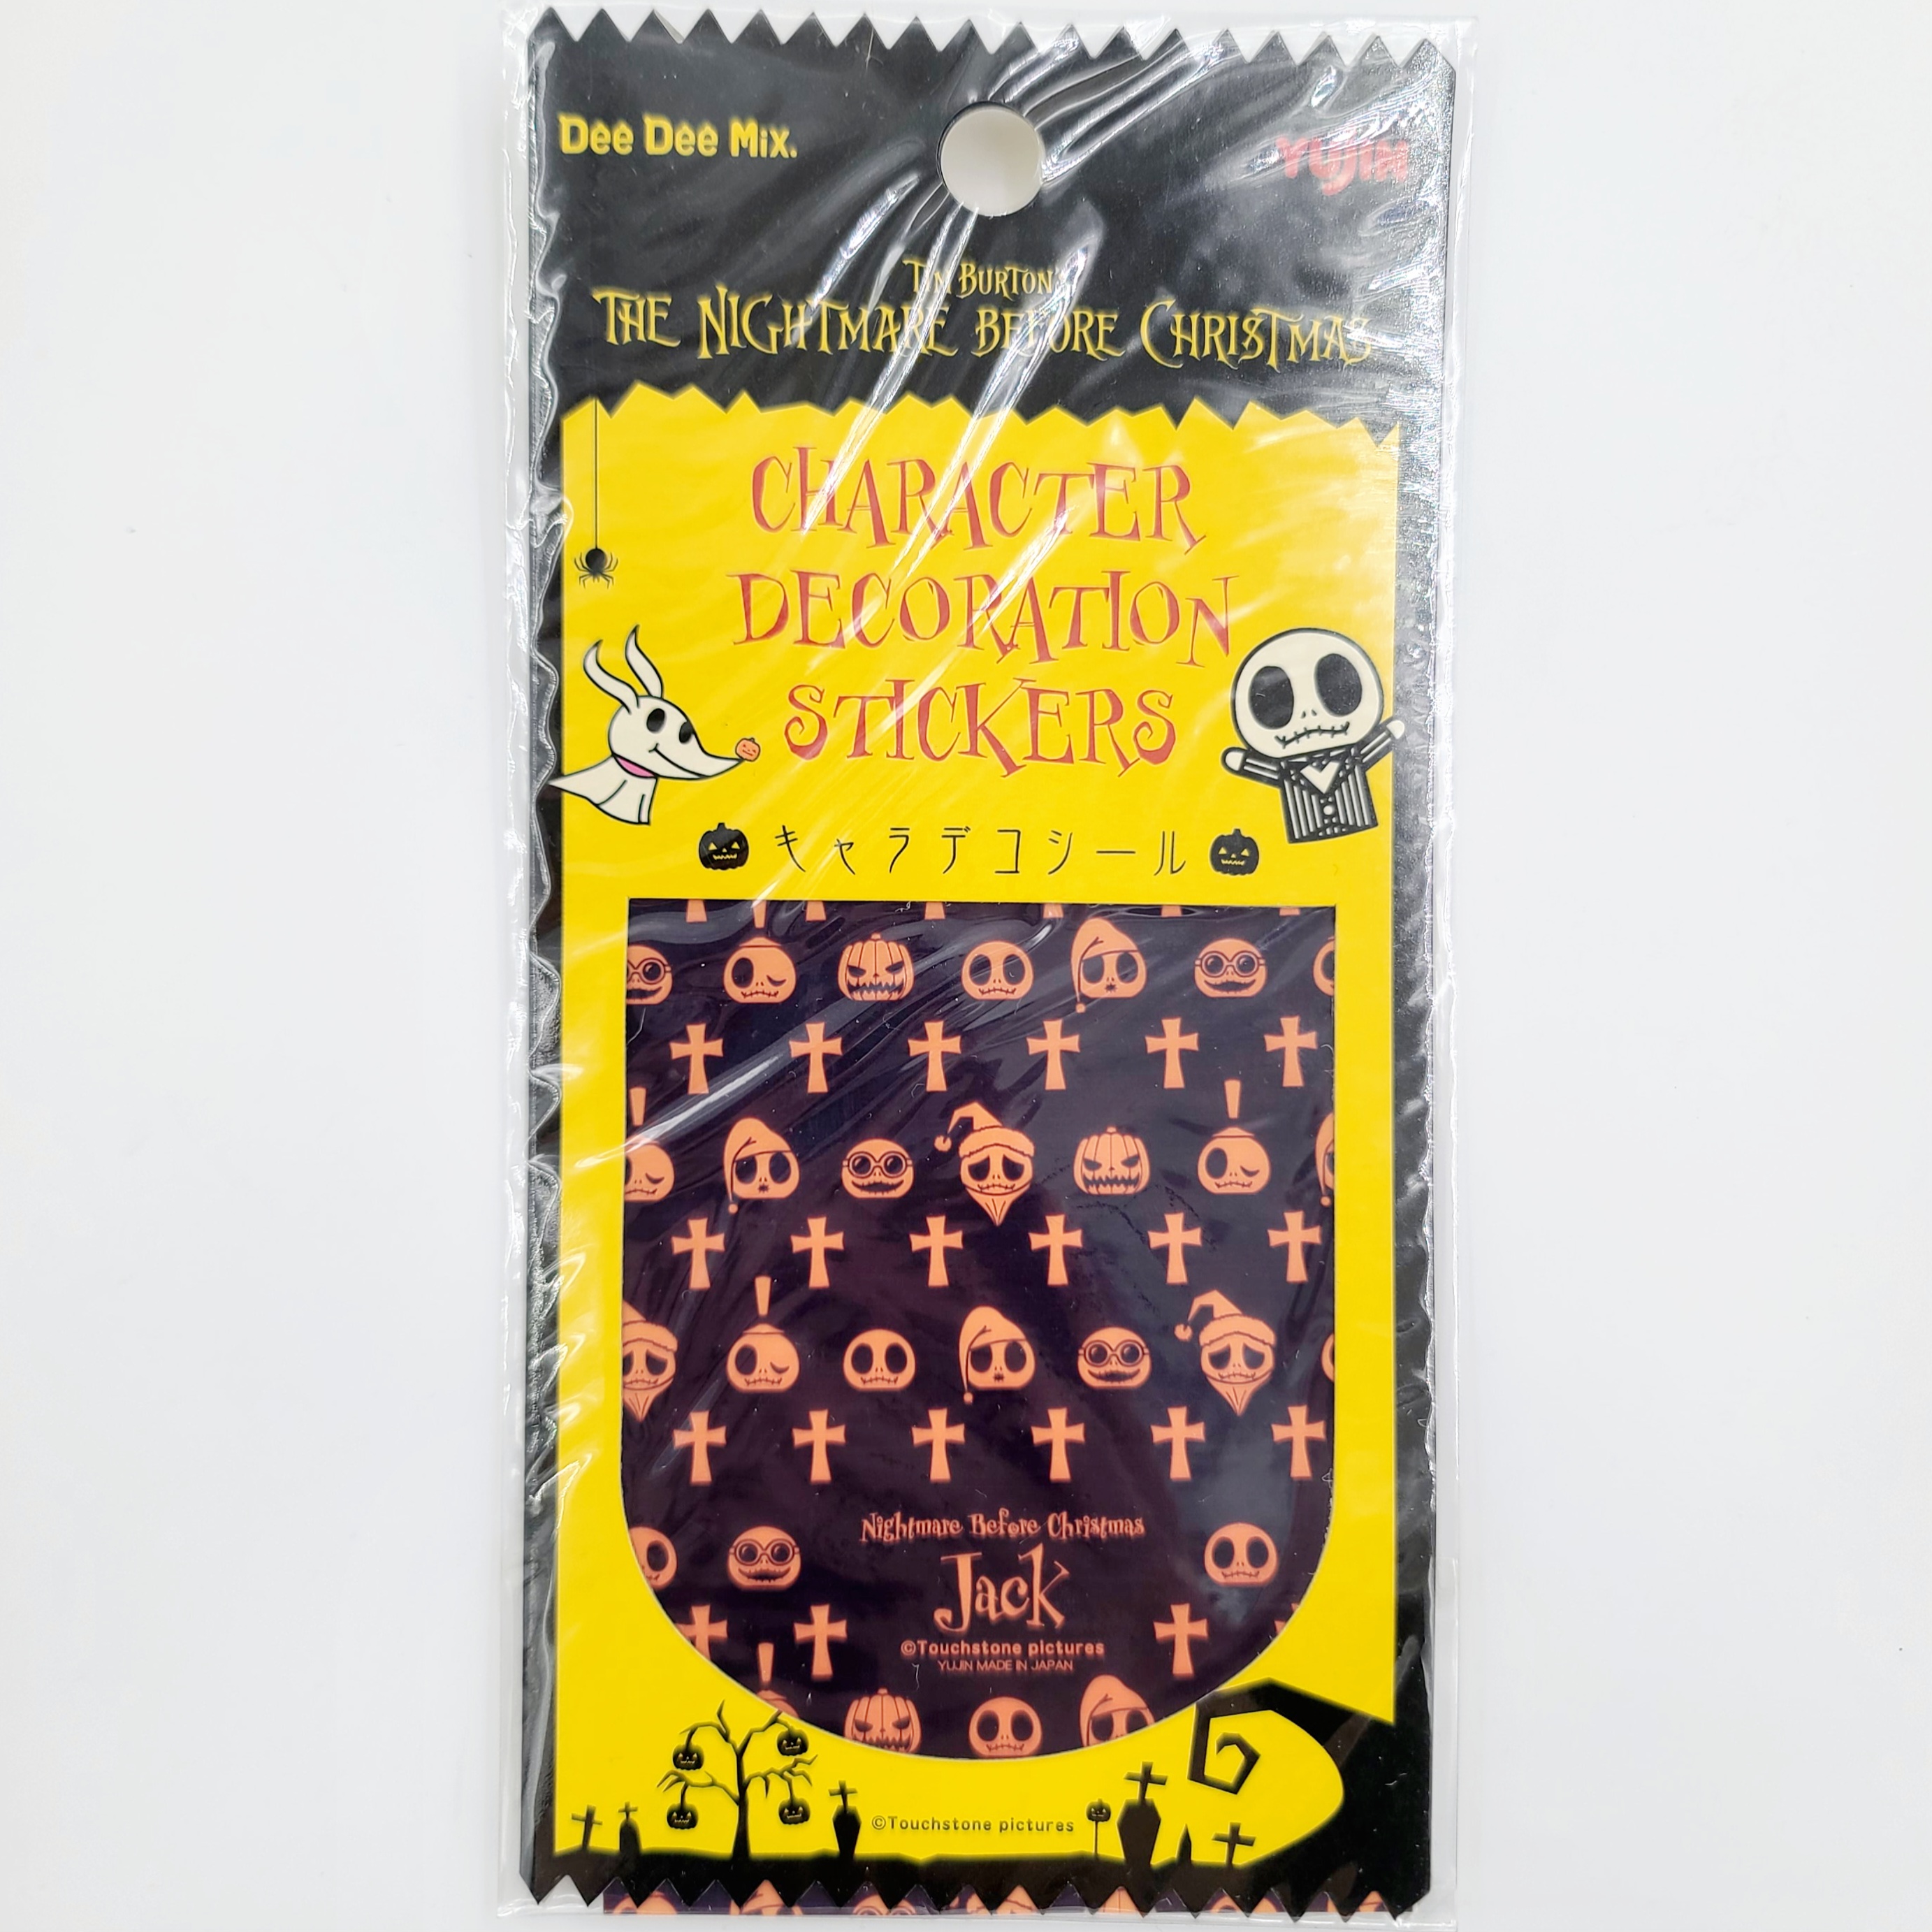 Dee Dee Mix.
YUJIN
TIM BURTON'S
THE NIGHTMARE BEFORE CHRISTMAS
CHARACTER
DECORATION
STICKERS
キャラデコシール
Nightmare Before Christmas
Jack
©Touchstone pictures
YUJIN MADE IN JAPAN
©Touchstone pictures